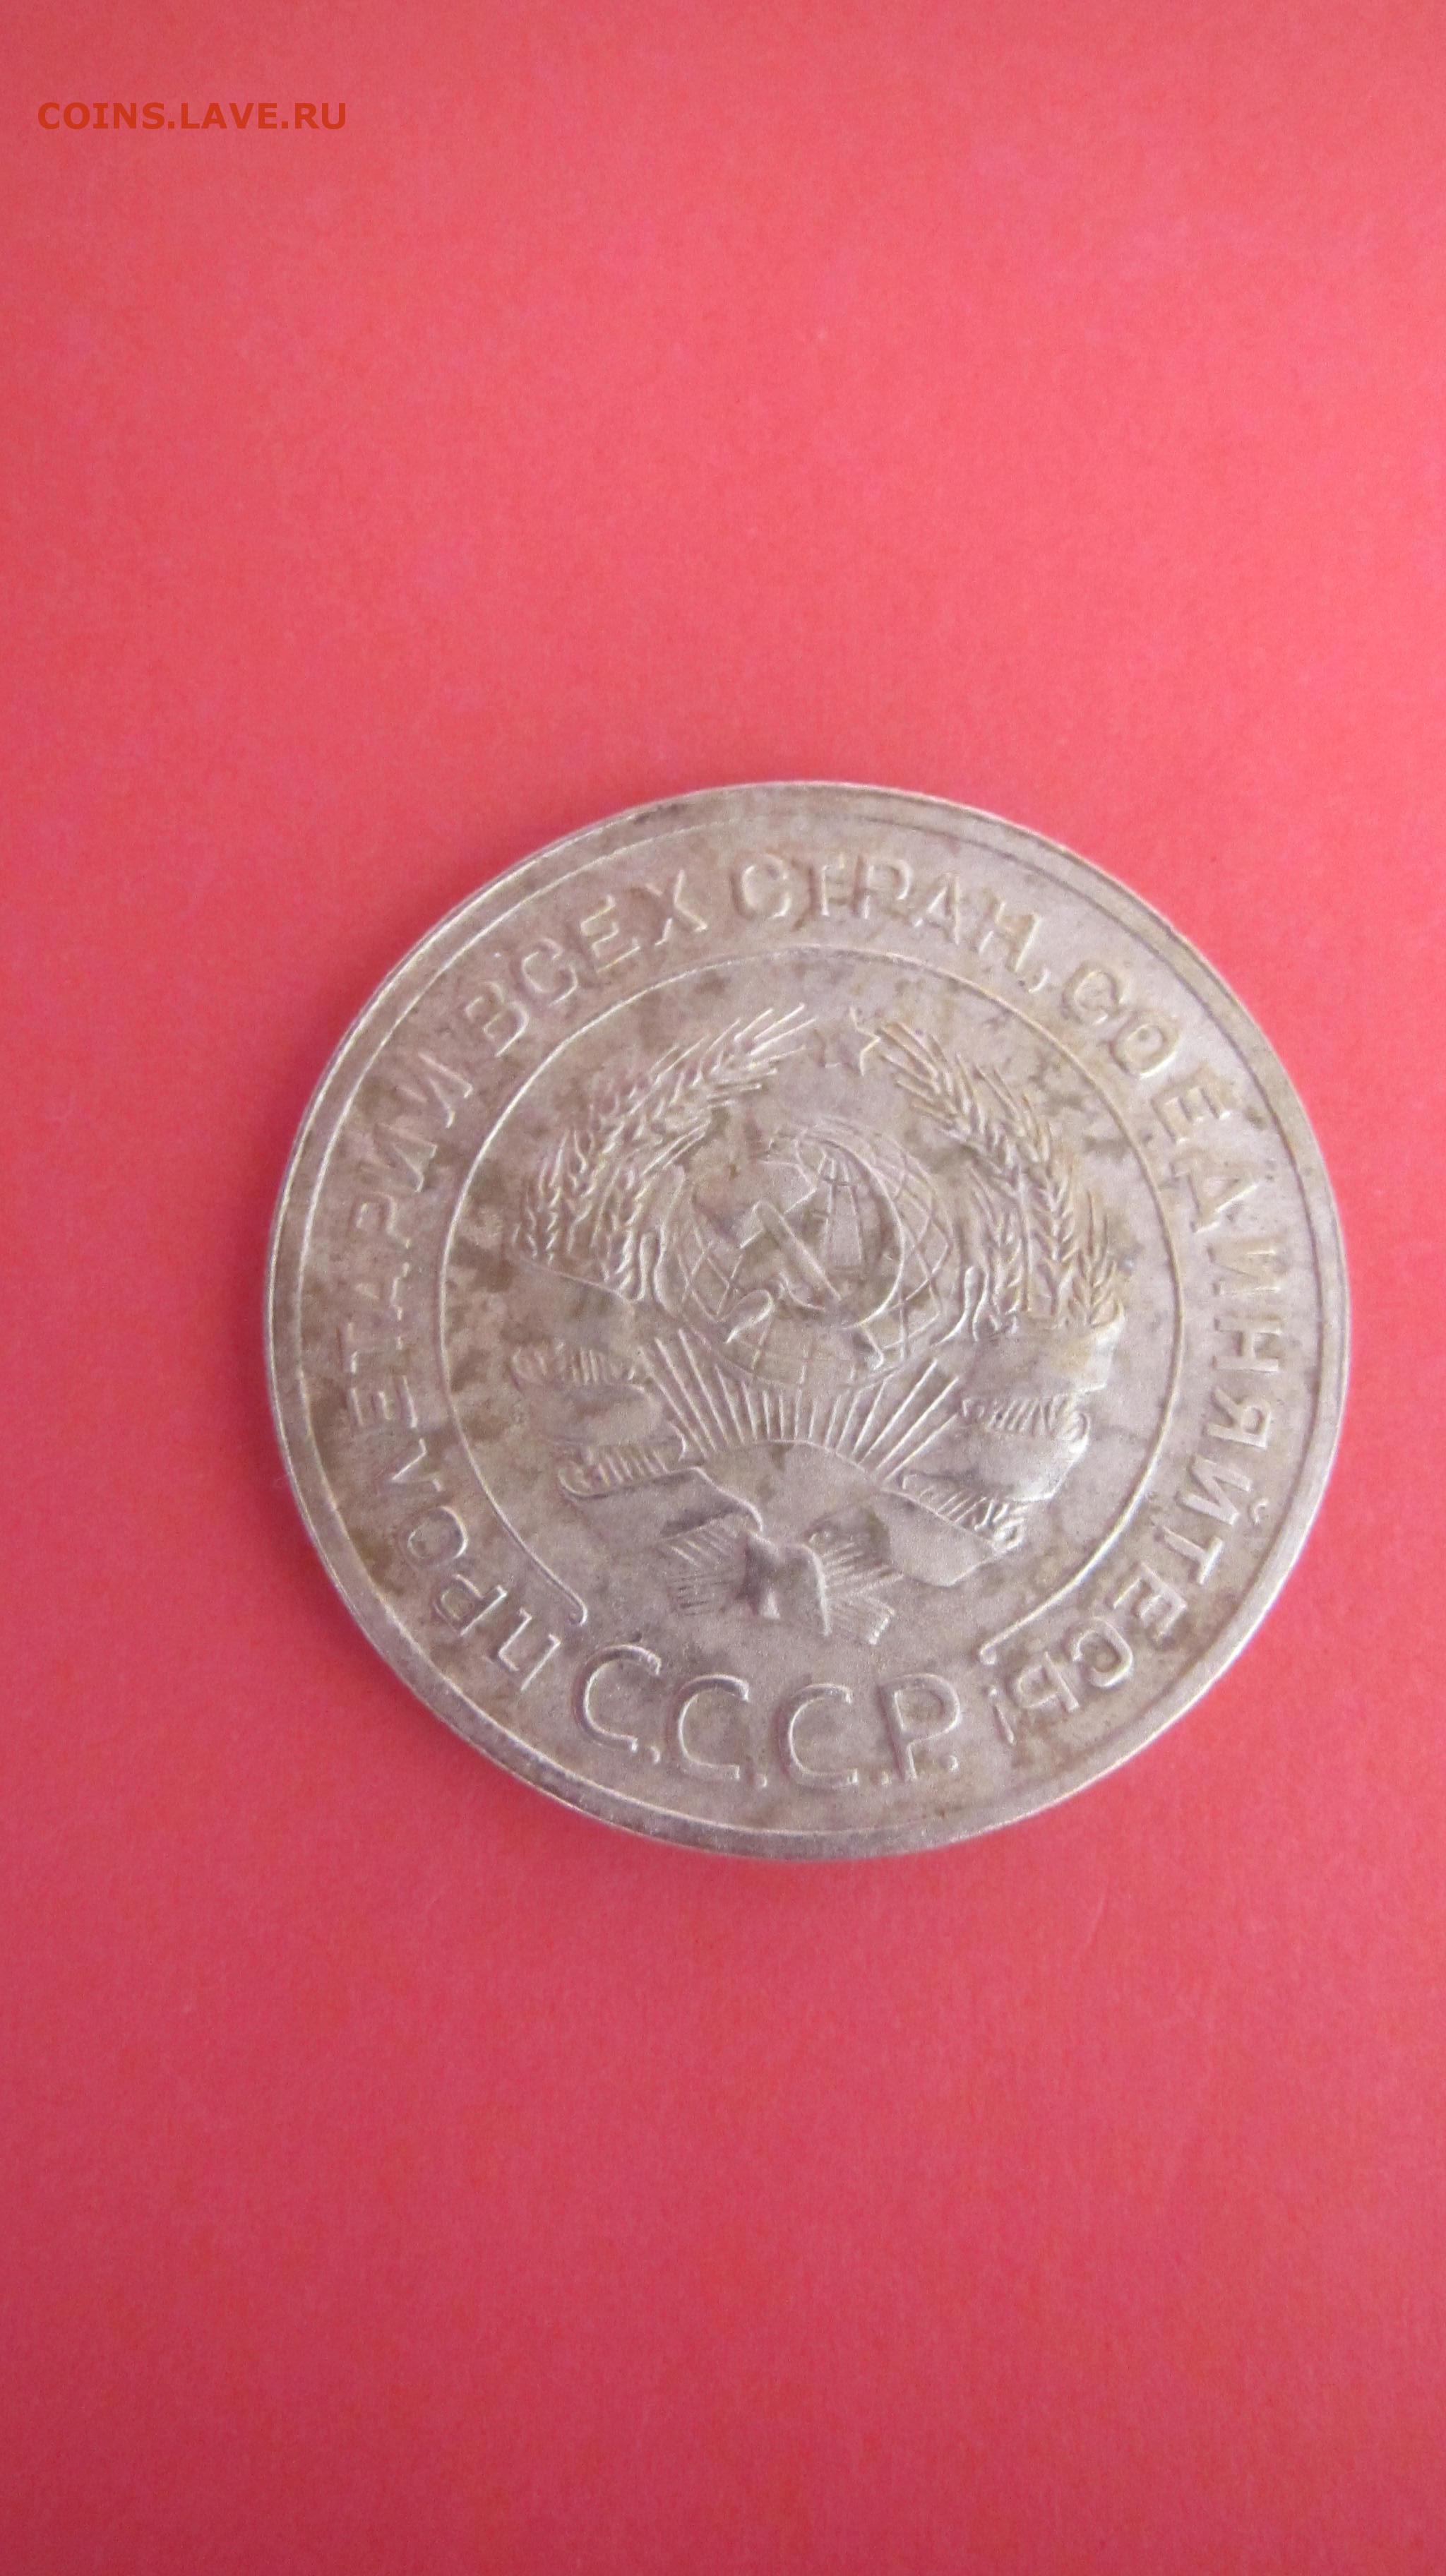 COINS.LAVE.RU
ПРОЛЕТАРИИ ВСЕХ СТРАН, СОЕДИНЯЙТЕСЬ!
С.С.С.Р.